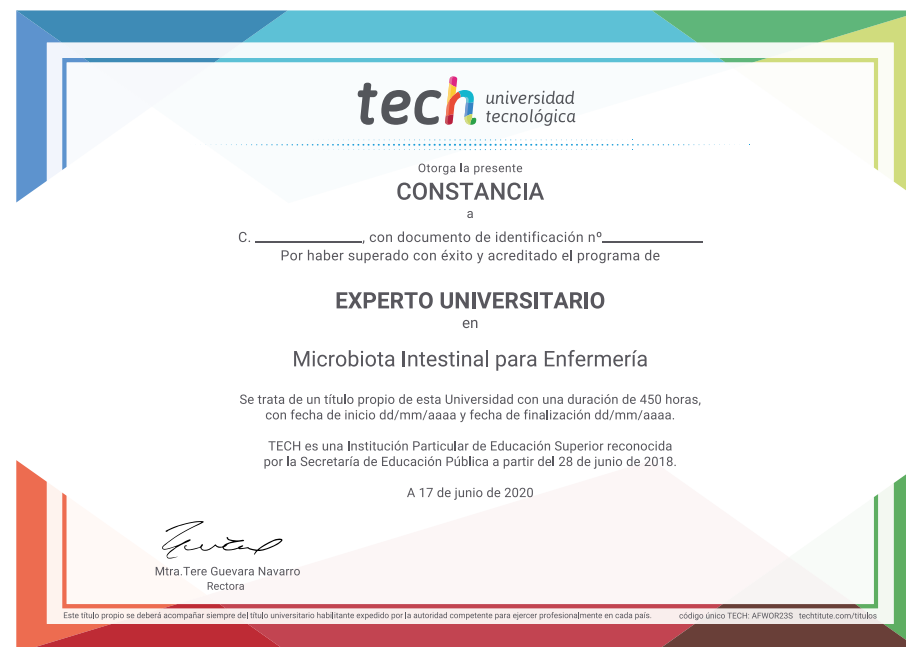 tech universidad
tecnológica
Otorga la presente
CONSTANCIA
a
C. ____________, con documento de identificación nº____________
Por haber superado con éxito y acreditado el programa de
EXPERTO UNIVERSITARIO
en
Microbiota Intestinal para Enfermería
Se trata de un título propio de esta Universidad con una duración de 450 horas,
con fecha de inicio dd/mm/aaaa y fecha de finalización dd/mm/aaaa.
TECH es una Institución Particular de Educación Superior reconocida
por la Secretaría de Educación Pública a partir del 28 de junio de 2018.
A 17 de junio de 2020
Mtra.Tere Guevara Navarro
Rectora
Este título propio se deberá acompañar siempre del título universitario habilitante expedido por la autoridad competente para ejercer profesionalmente en cada país. código único TECH: AFWOR23S techtitute.com/titulos